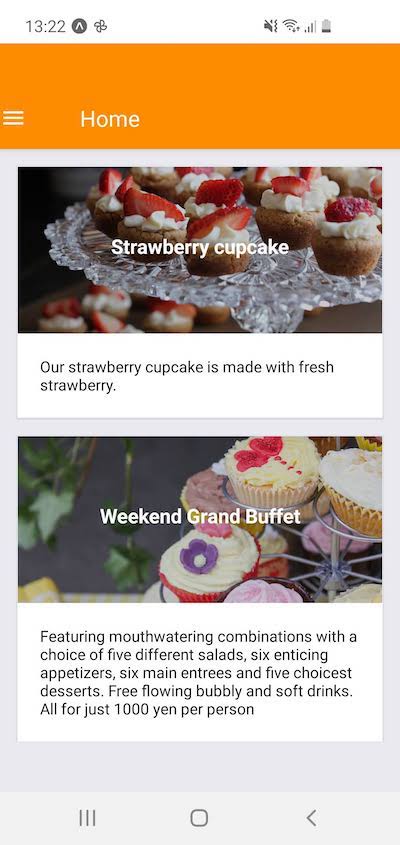 13:22
Home
Strawberry cupcake
Our strawberry cupcake is made with fresh
strawberry.
Weekend Grand Buffet
Featuring mouthwatering combinations with a
choice of five different salads, six enticing
appetizers, six main entrees and five choicest
desserts. Free flowing bubbly and soft drinks.
All for just 1000 yen per person